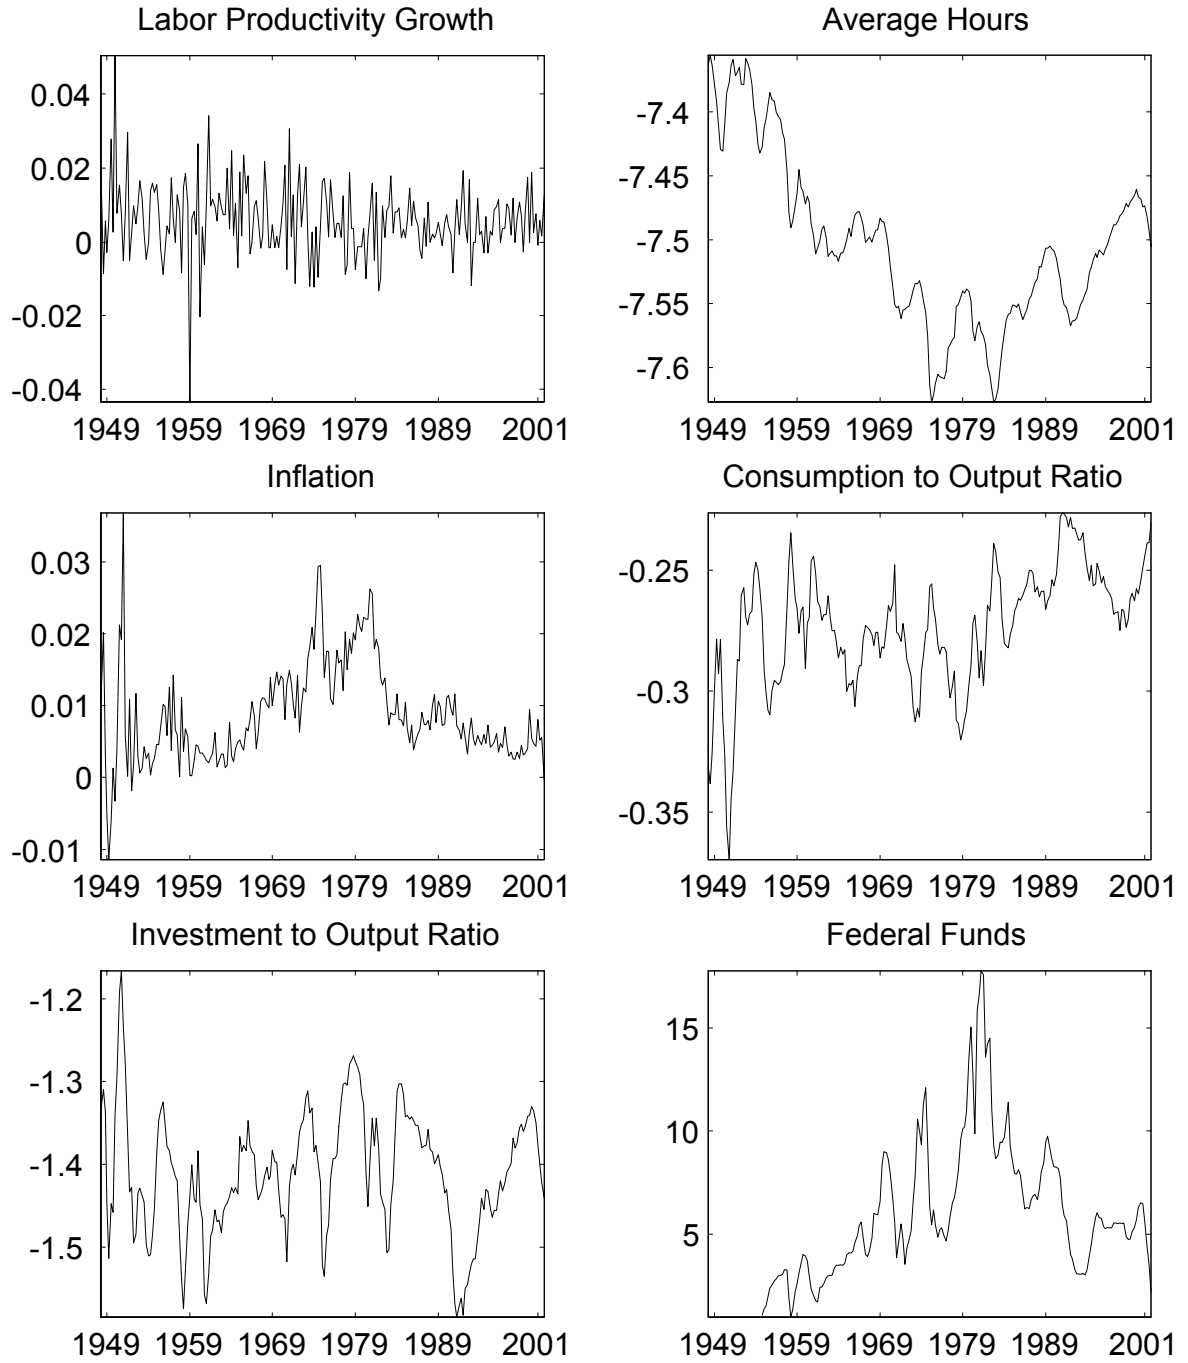 Labor Productivity Growth
0.04
0.02
0
-0.02
-0.04
1949 1959 1969 1979 1989 2001
Average Hours
-7.4
-7.45
-7.5
-7.55
-7.6
1949 1959 1969 1979 1989 2001
Inflation
0.03
0.02
0.01
0
-0.01
1949 1959 1969 1979 1989 2001
Consumption to Output Ratio
-0.25
-0.3
-0.35
1949 1959 1969 1979 1989 2001
Investment to Output Ratio
-1.2
-1.3
-1.4
-1.5
1949 1959 1969 1979 1989 2001
Federal Funds
15
10
5
1949 1959 1969 1979 1989 2001